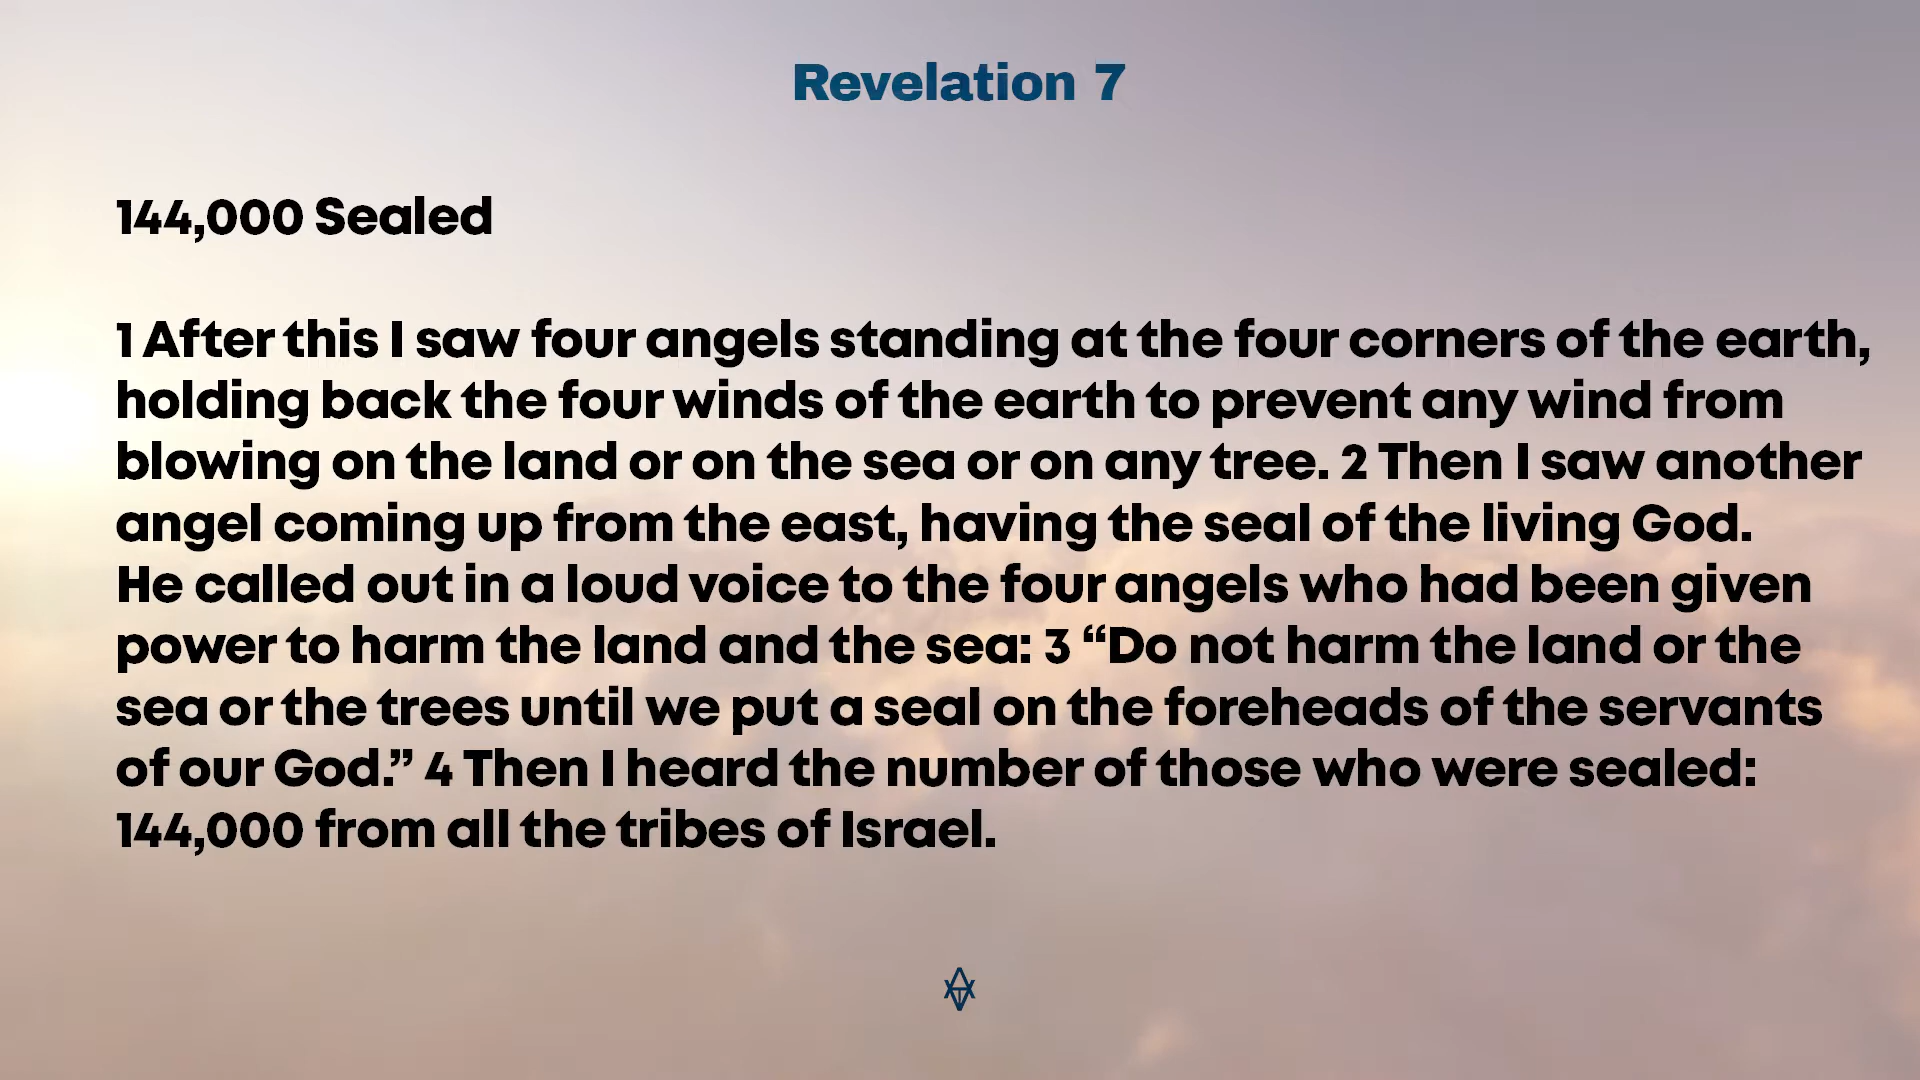 Revelation 7
144,000 Sealed
1 After this I saw four angels standing at the four corners of the earth,
holding back the four winds of the earth to prevent any wind from
blowing on the land or on the sea or on any tree. 2 Then I saw another
angel coming up from the east, having the seal of the living God.
He called out in a loud voice to the four angels who had been given
power to harm the land and the sea: 3 “Do not harm the land or the
sea or the trees until we put a seal on the foreheads of the servants
of our God.” 4 Then I heard the number of those who were sealed:
144,000 from all the tribes of Israel.